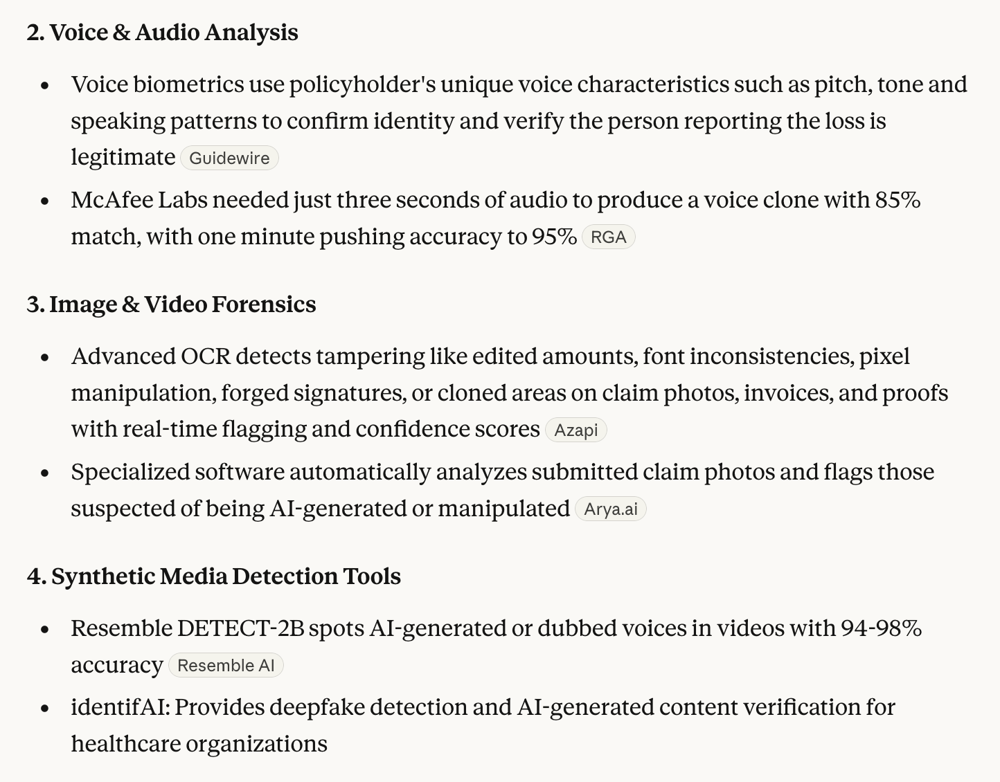 2. Voice & Audio Analysis
• Voice biometrics use policyholder's unique voice characteristics such as pitch, tone and
speaking patterns to confirm identity and verify the person reporting the loss is
legitimate Guidewire
• McAfee Labs needed just three seconds of audio to produce a voice clone with 85%
match, with one minute pushing accuracy to 95% RGA
3. Image & Video Forensics
• Advanced OCR detects tampering like edited amounts, font inconsistencies, pixel
manipulation, forged signatures, or cloned areas on claim photos, invoices, and proofs
with real-time flagging and confidence scores Azapi
• Specialized software automatically analyzes submitted claim photos and flags those
suspected of being AI-generated or manipulated Arya.ai
4. Synthetic Media Detection Tools
• Resemble DETECT-2B spots AI-generated or dubbed voices in videos with 94-98%
accuracy Resemble AI
• identifAI: Provides deepfake detection and AI-generated content verification for
healthcare organizations